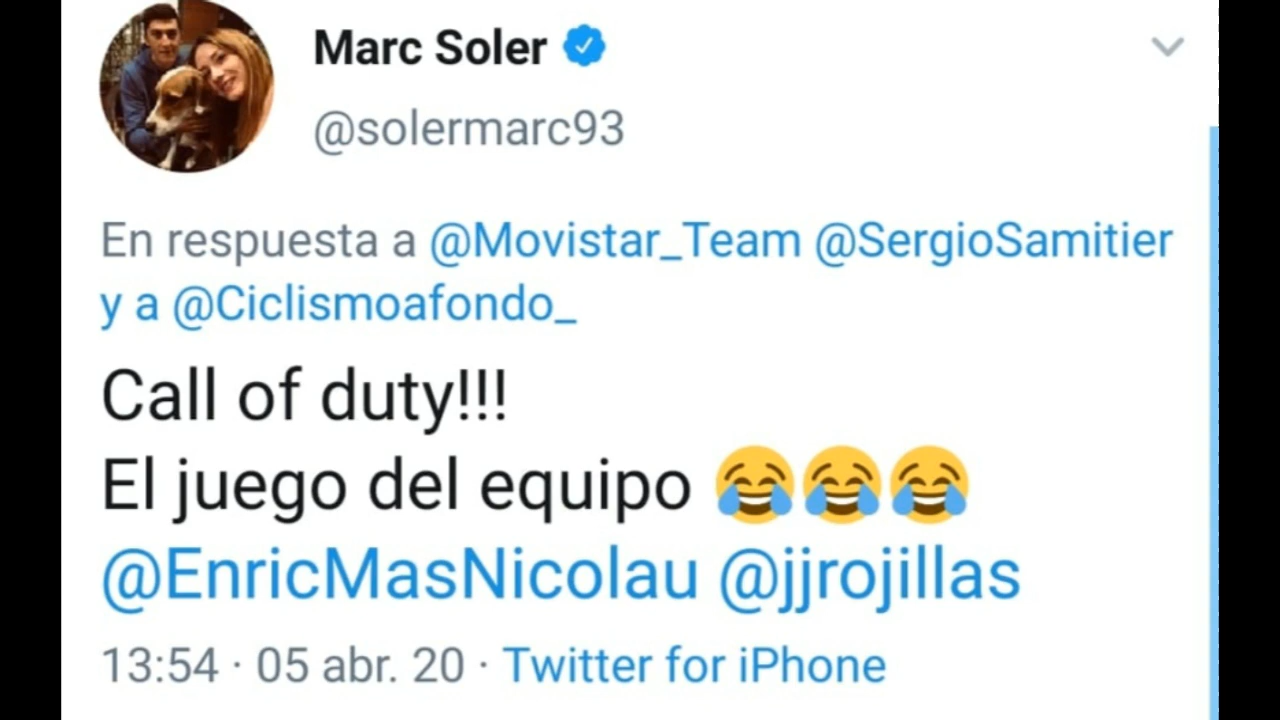 Marc Soler
@solermarc93
En respuesta a @Movistar_Team @SergioSamitier
y a @Ciclismoafondo_
Call of duty!!!
El juego del equipo 😂😂😂
@EnricMasNicolau @jjrojillas
13:54 · 05 abr. 20 · Twitter for iPhone